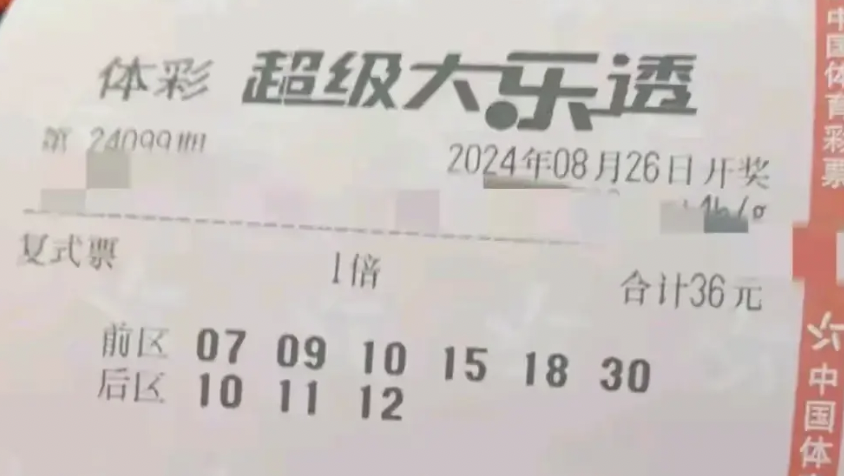 体彩 超级大乐透
第 24099期
2024年08月26日开奖
复式票 1倍 合计36元
前区 07 09 10 15 18 30
后区 10 11 12
中国体育彩票
中国体